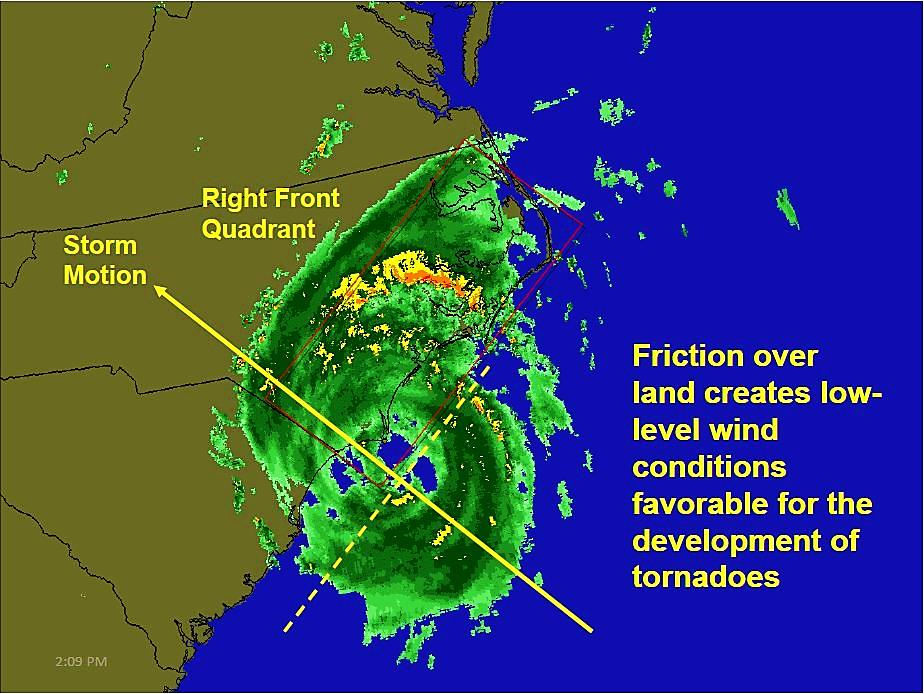 Right Front
Quadrant
Storm
Motion
Friction over
land creates low-
level wind
conditions
favorable for the
development of
tornadoes
2:09 PM